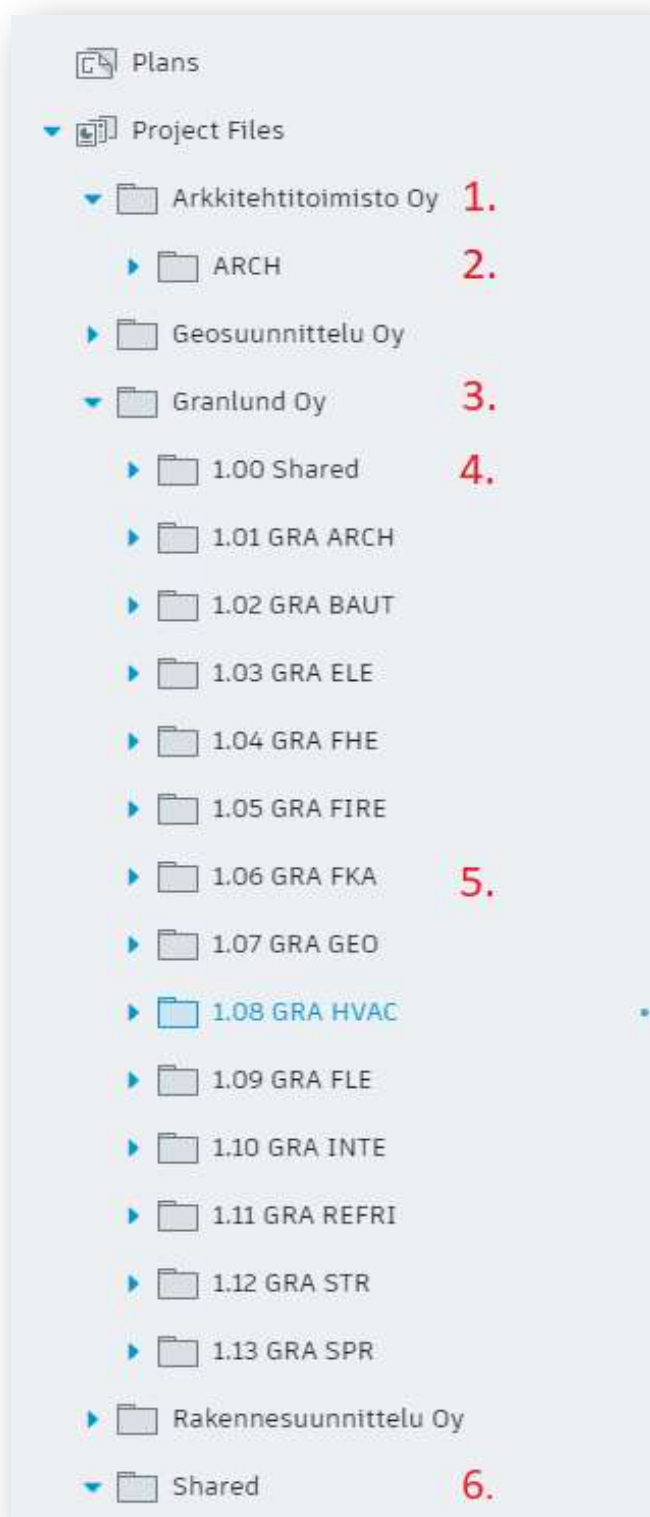 Plans
Project Files
Arkkitehtitoimisto Oy 1.
ARCH 2.
Geosuunnittelu Oy
Granlund Oy 3.
1.00 Shared 4.
1.01 GRA ARCH
1.02 GRA BAUT
1.03 GRA ELE
1.04 GRA FHE
1.05 GRA FIRE
1.06 GRA FKA 5.
1.07 GRA GEO
1.08 GRA HVAC
1.09 GRA FLE
1.10 GRA INTE
1.11 GRA REFRI
1.12 GRA STR
1.13 GRA SPR
Rakennesuunnittelu Oy
Shared 6.